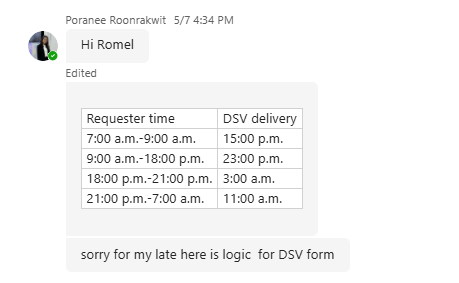 Poranee Roonrakwit 5/7 4:34 PM
Hi Romel
Edited
Requester time DSV delivery
7:00 a.m.-9:00 a.m. 15:00 p.m.
9:00 a.m.-18:00 p.m. 23:00 p.m.
18:00 p.m.-21:00 p.m. 3:00 a.m.
21:00 p.m.-7:00 a.m. 11:00 a.m.
sorry for my late here is logic for DSV form